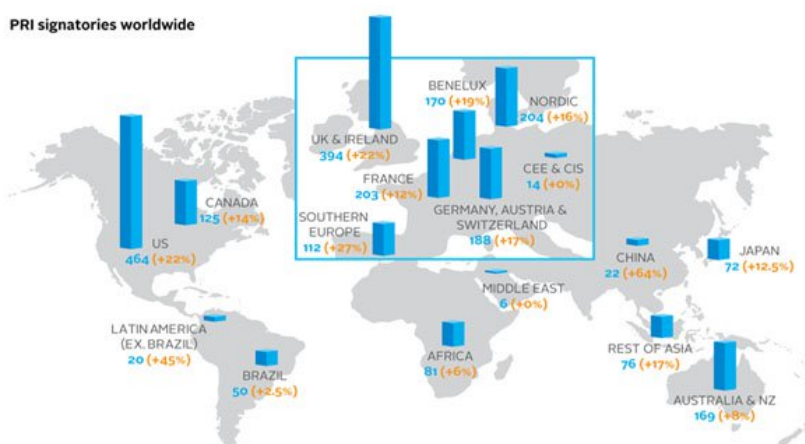 PRI signatories worldwide
BENELUX
170 (+19%)
NORDIC
204 (+16%)
UK & IRELAND
394 (+22%)
CEE & CIS
14 (+0%)
FRANCE
203 (+12%)
CANADA
125 (+14%)
GERMANY, AUSTRIA &
SWITZERLAND
188 (+17%)
SOUTHERN
EUROPE
112 (+27%)
US
464 (+22%)
CHINA
22 (+64%)
JAPAN
72 (+12.5%)
MIDDLE EAST
6 (+0%)
LATIN AMERICA
(EX. BRAZIL)
20 (+45%)
BRAZIL
50 (+2.5%)
AFRICA
81 (+6%)
REST OF ASIA
76 (+17%)
AUSTRALIA & NZ
169 (+8%)